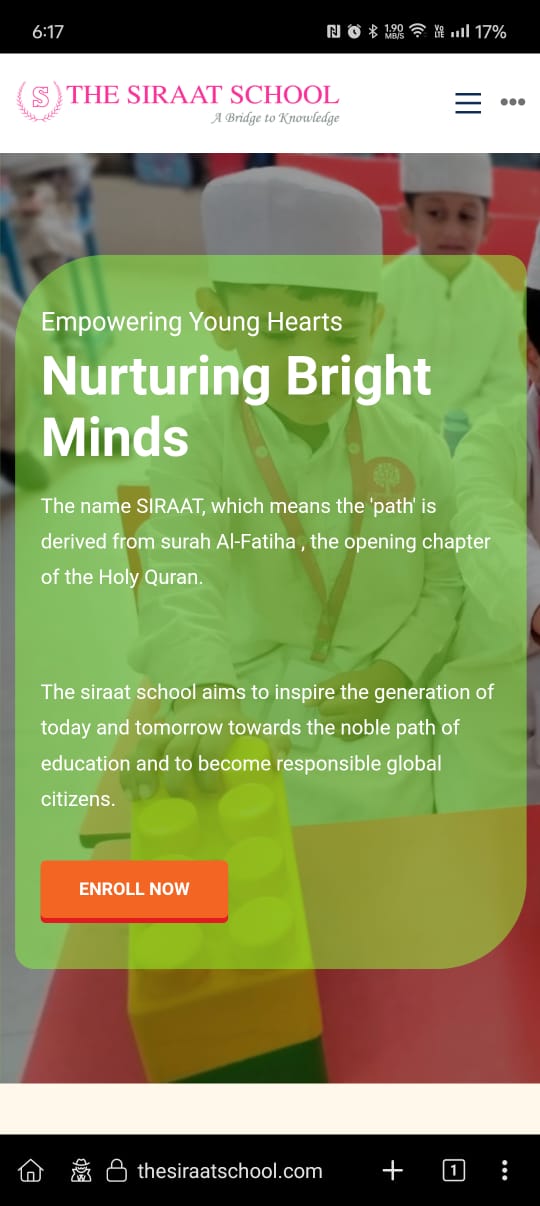 6:17
1.90
MB/S
Vo
LTE
17%
S
THE SIRAAT SCHOOL
A Bridge to Knowledge
Empowering Young Hearts
Nurturing Bright
Minds
The name SIRAAT, which means the 'path' is
derived from surah Al-Fatiha , the opening chapter
of the Holy Quran.
The siraat school aims to inspire the generation of
today and tomorrow towards the noble path of
education and to become responsible global
citizens.
ENROLL NOW
thesiraatschool.com
1